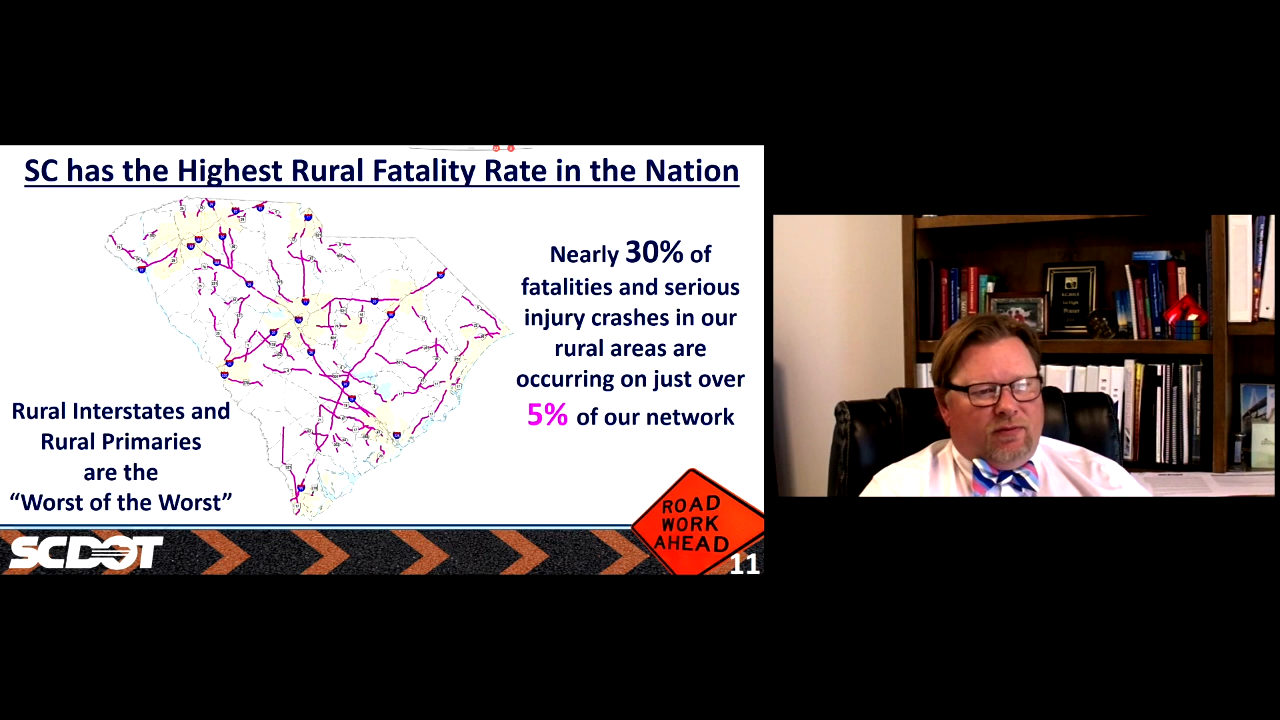 SC has the Highest Rural Fatality Rate in the Nation
Nearly 30% of
fatalities and serious
injury crashes in our
rural areas are
occurring on just over
5% of our network
Rural Interstates and
Rural Primaries
are the
“Worst of the Worst”
ROAD
WORK
AHEAD
SCDOT
11